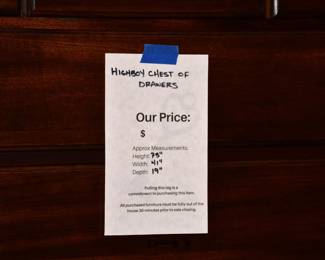 HIGHBOY CHEST OF
DRAWERS
Our Price:
$
Approx Measurements:
Height: 75"
Width: 41"
Depth: 19"
Pulling this tag is a
commitment to purchasing this item.
All purchased furniture must be fully out of the
house 30 minutes prior to sale closing.